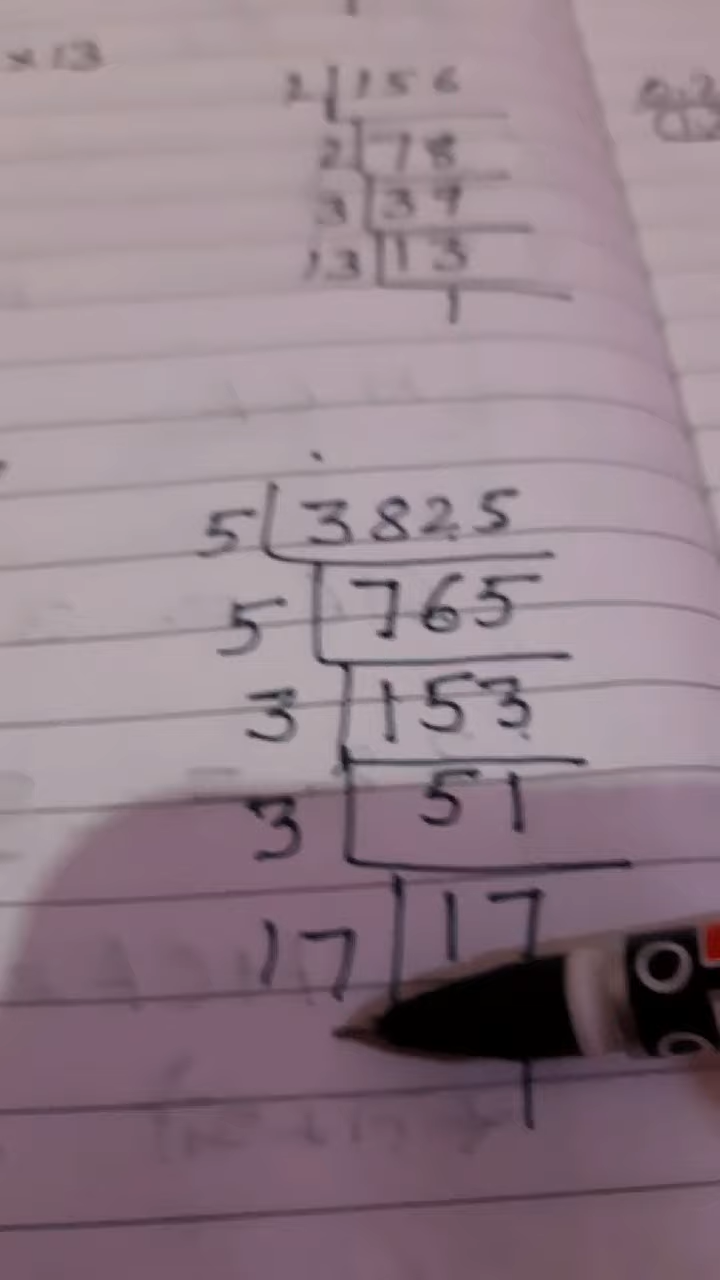 × 13
2 | 156
2 | 78
3 | 39
13 | 13
1
5 | 3825
5 | 765
3 | 153
3 | 51
17 | 17
1